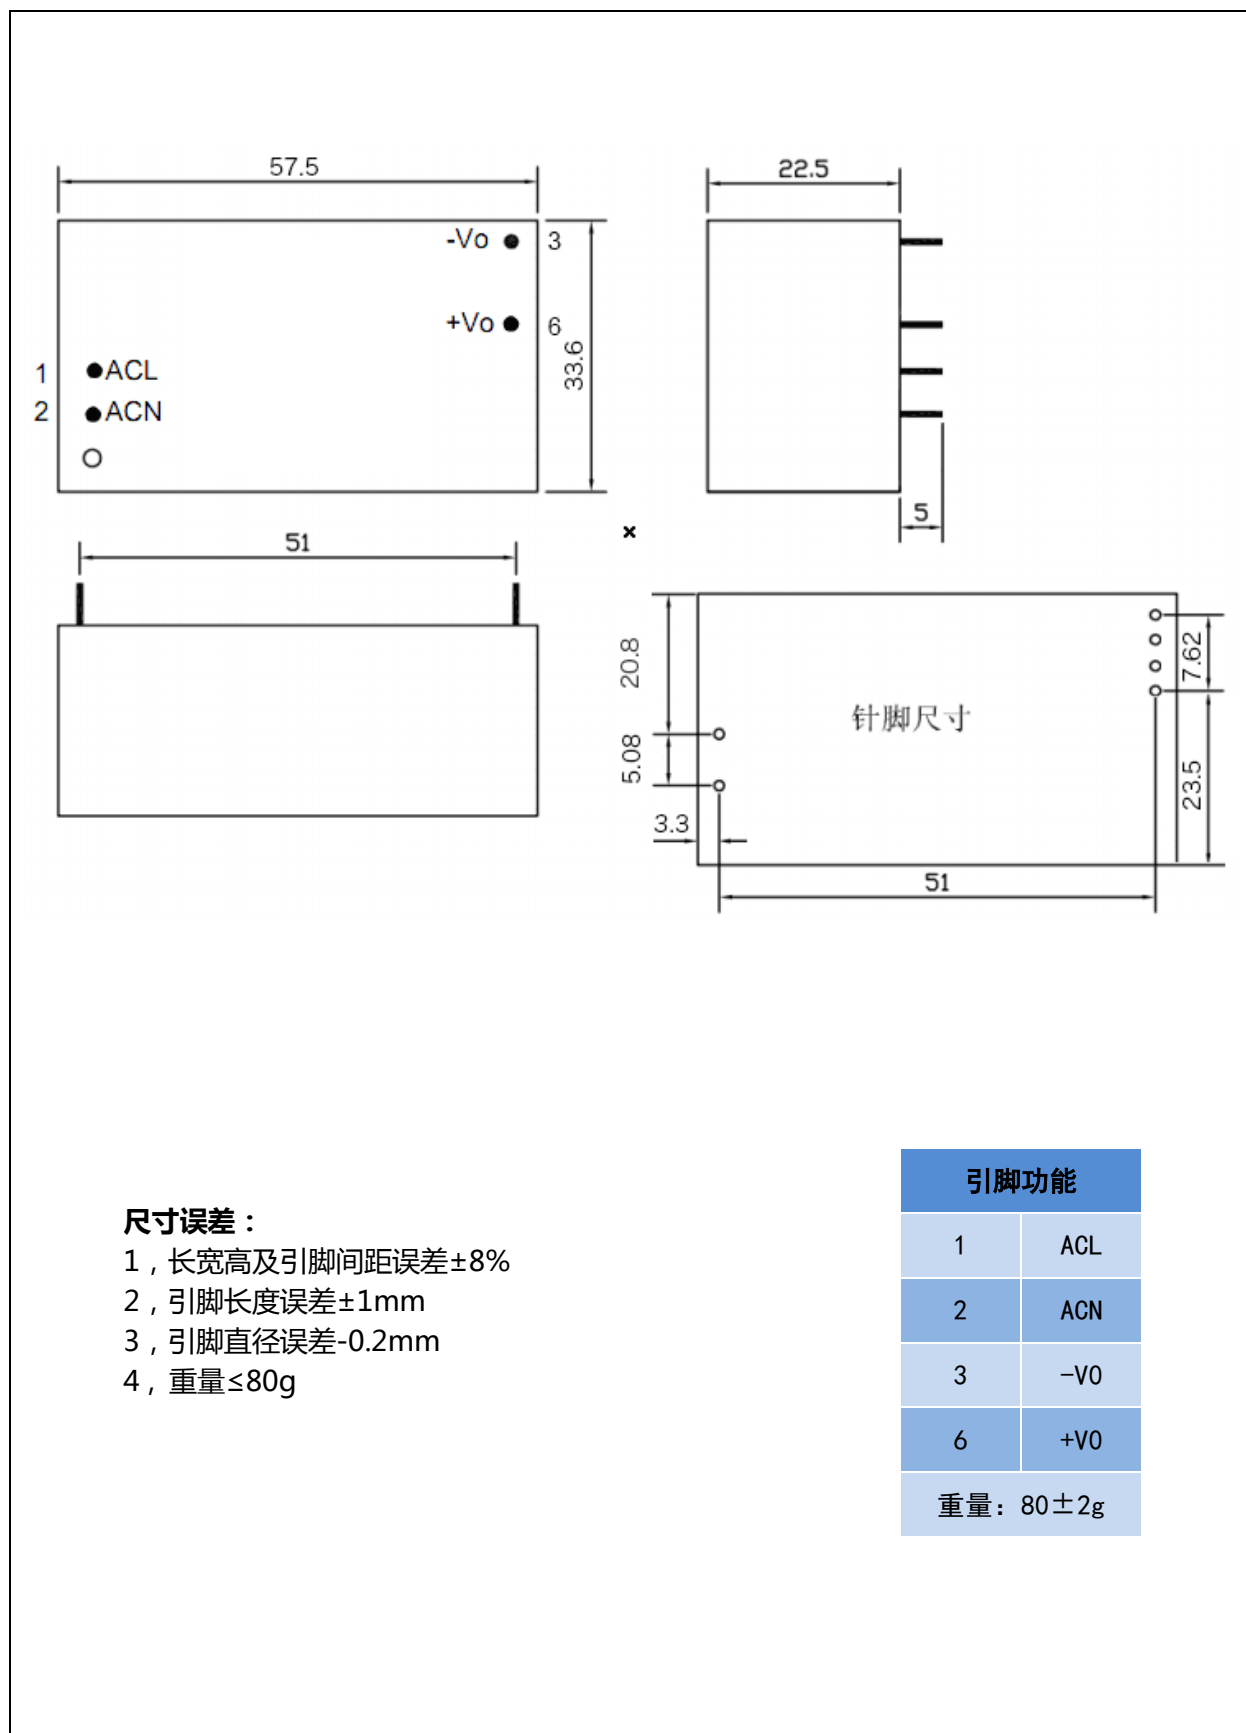 57.5
22.5
-Vo 3
+Vo 6
33.6
1 ACL
2 ACN
5
51
20.8
7.62
针脚尺寸
5.08
23.5
3.3
51
引脚功能
1 ACL
2 ACN
3 -VO
6 +VO
重量：80±2g
尺寸误差：
1，长宽高及引脚间距误差±8%
2，引脚长度误差±1mm
3，引脚直径误差-0.2mm
4，重量≤80g